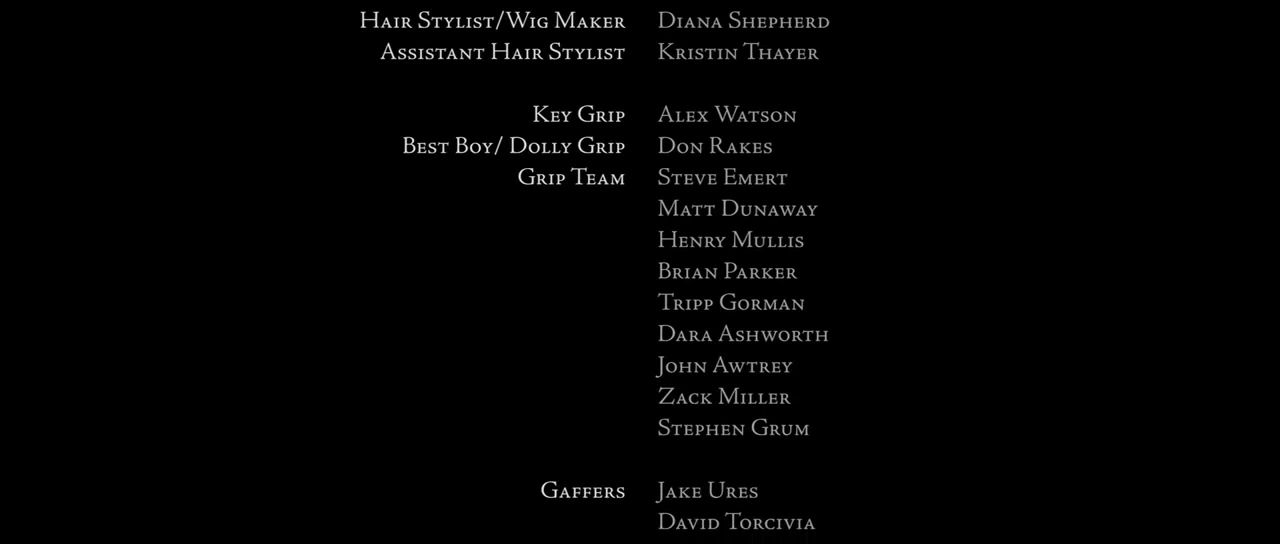 Hair Stylist/Wig Maker Diana Shepherd
Assistant Hair Stylist Kristin Thayer
Key Grip Alex Watson
Best Boy/ Dolly Grip Don Rakes
Grip Team Steve Emert
Matt Dunaway
Henry Mullis
Brian Parker
Tripp Gorman
Dara Ashworth
John Awtrey
Zack Miller
Stephen Grum
Gaffers Jake Ures
David Torcivia